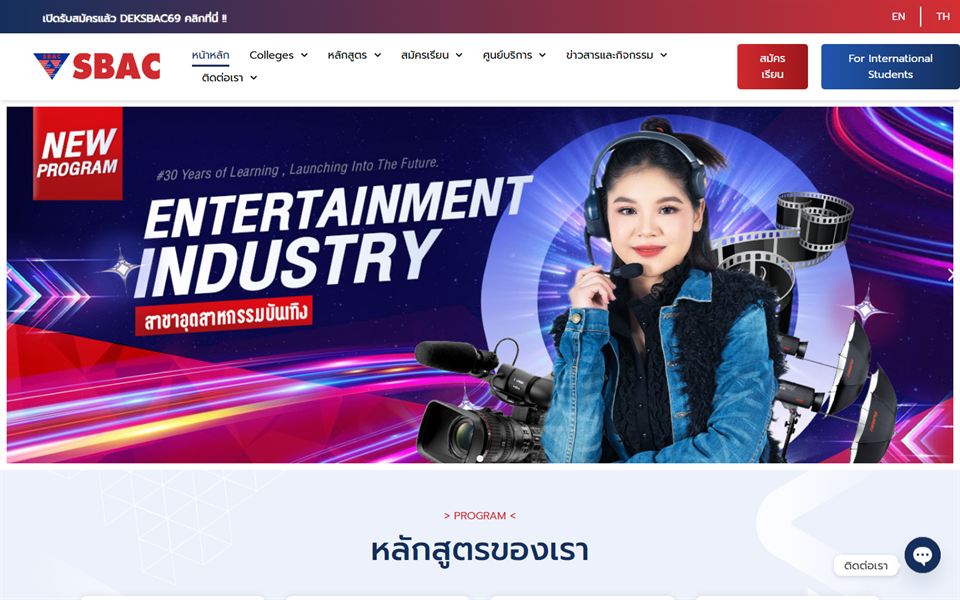 เปิดรับสมัครแล้ว DEKSBAC69 คลิกที่นี่ !!
EN
TH
SBAC
SBAC
หน้าหลัก
Colleges
หลักสูตร
สมัครเรียน
ศูนย์บริการ
ข่าวสารและกิจกรรม
ติดต่อเรา
สมัคร
เรียน
For International
Students
NEW
PROGRAM
#30 Years of Learning , Launching Into The Future.
ENTERTAINMENT
INDUSTRY
สาขาอุตสาหกรรมบันเทิง
> PROGRAM <
หลักสูตรของเรา
ติดต่อเรา